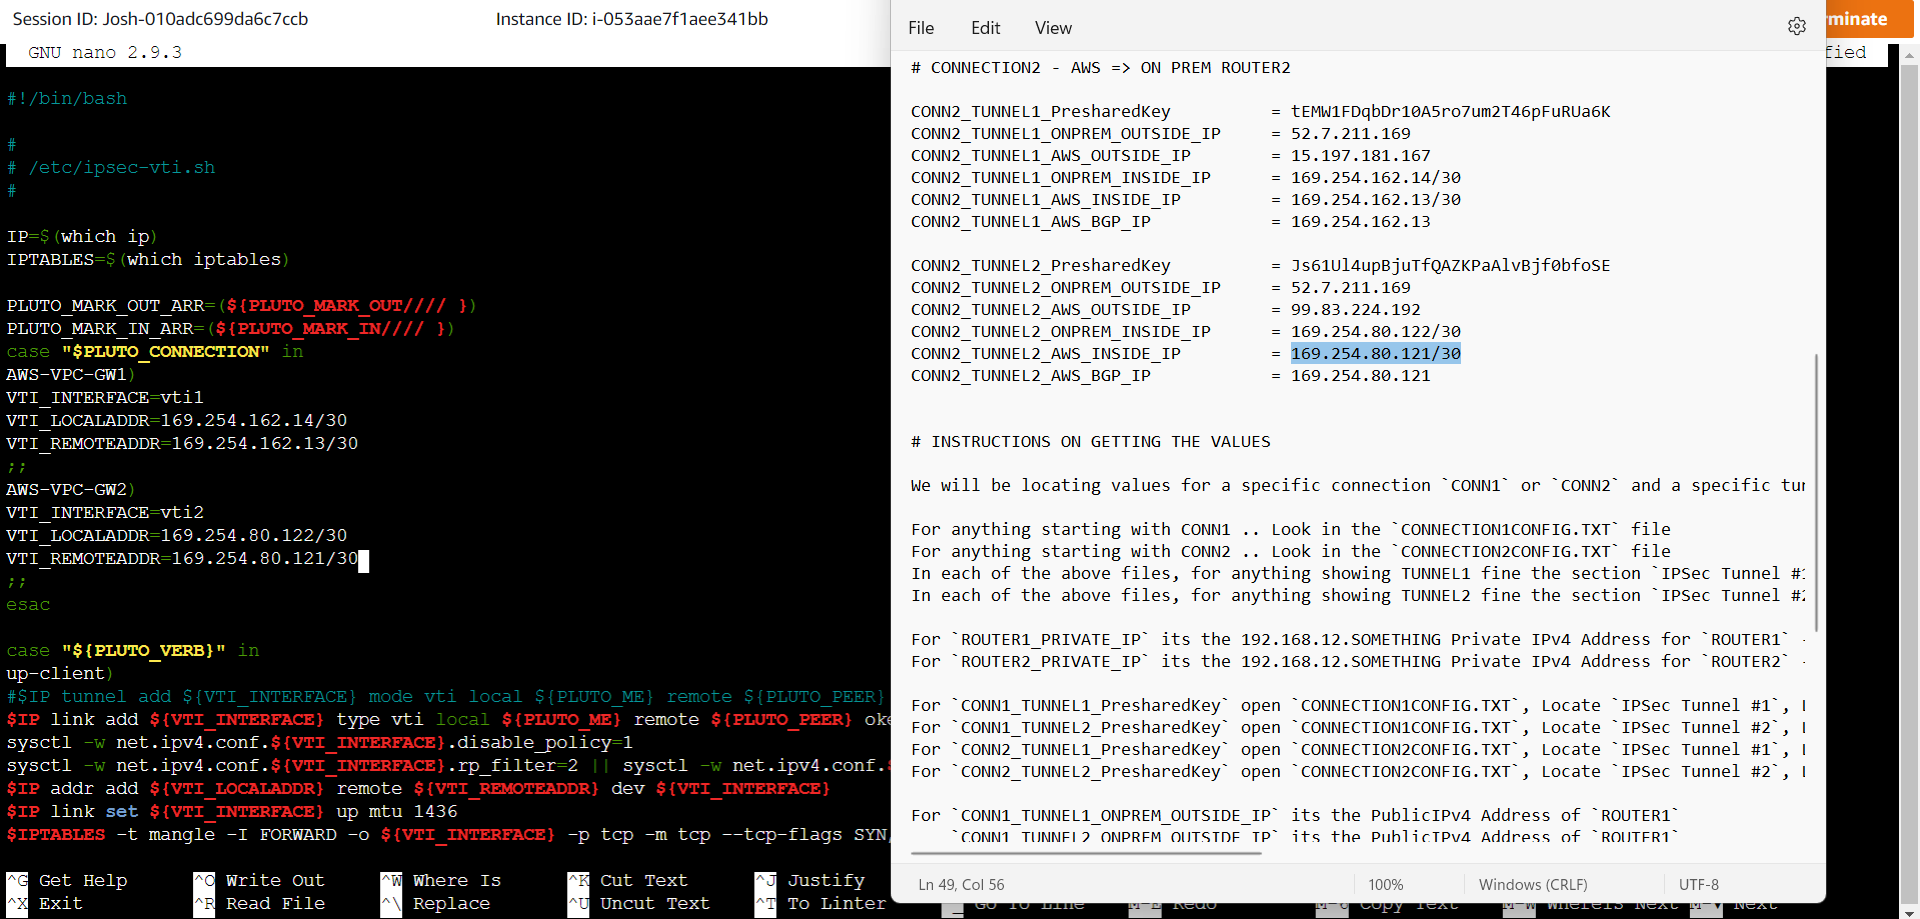 Session ID: Josh-010adc699da6c7ccb
Instance ID: i-053aae7f1aee341bb
rminate
GNU nano 2.9.3
fied
#!/bin/bash
#
# /etc/ipsec-vti.sh
#
IP=$(which ip)
IPTABLES=$(which iptables)
PLUTO_MARK_OUT_ARR=(${PLUTO_MARK_OUT//// })
PLUTO_MARK_IN_ARR=(${PLUTO_MARK_IN//// })
case "$PLUTO_CONNECTION" in
AWS-VPC-GW1)
VTI_INTERFACE=vti1
VTI_LOCALADDR=169.254.162.14/30
VTI_REMOTEADDR=169.254.162.13/30
;;
AWS-VPC-GW2)
VTI_INTERFACE=vti2
VTI_LOCALADDR=169.254.80.122/30
VTI_REMOTEADDR=169.254.80.121/30
;;
esac
case "${PLUTO_VERB}" in
up-client)
#$IP tunnel add ${VTI_INTERFACE} mode vti local ${PLUTO_ME} remote ${PLUTO_PEER}
$IP link add ${VTI_INTERFACE} type vti local ${PLUTO_ME} remote ${PLUTO_PEER} oke
sysctl -w net.ipv4.conf.${VTI_INTERFACE}.disable_policy=1
sysctl -w net.ipv4.conf.${VTI_INTERFACE}.rp_filter=2 || sysctl -w net.ipv4.conf.$
$IP addr add ${VTI_LOCALADDR} remote ${VTI_REMOTEADDR} dev ${VTI_INTERFACE}
$IP link set ${VTI_INTERFACE} up mtu 1436
$IPTABLES -t mangle -I FORWARD -o ${VTI_INTERFACE} -p tcp -m tcp --tcp-flags SYN,
^G Get Help ^O Write Out ^W Where Is ^K Cut Text ^J Justify
^X Exit ^R Read File ^\ Replace ^U Uncut Text ^T To Linter
File Edit View
# CONNECTION2 - AWS => ON PREM ROUTER2
CONN2_TUNNEL1_PresharedKey = tEMW1FDqbDr10A5ro7um2T46pFuRUa6K
CONN2_TUNNEL1_ONPREM_OUTSIDE_IP = 52.7.211.169
CONN2_TUNNEL1_AWS_OUTSIDE_IP = 15.197.181.167
CONN2_TUNNEL1_ONPREM_INSIDE_IP = 169.254.162.14/30
CONN2_TUNNEL1_AWS_INSIDE_IP = 169.254.162.13/30
CONN2_TUNNEL1_AWS_BGP_IP = 169.254.162.13
CONN2_TUNNEL2_PresharedKey = Js61Ul4upBjuTfQAZKPaAlvBjf0bfoSE
CONN2_TUNNEL2_ONPREM_OUTSIDE_IP = 52.7.211.169
CONN2_TUNNEL2_AWS_OUTSIDE_IP = 99.83.224.192
CONN2_TUNNEL2_ONPREM_INSIDE_IP = 169.254.80.122/30
CONN2_TUNNEL2_AWS_INSIDE_IP = 169.254.80.121/30
CONN2_TUNNEL2_AWS_BGP_IP = 169.254.80.121
# INSTRUCTIONS ON GETTING THE VALUES
We will be locating values for a specific connection `CONN1` or `CONN2` and a specific tur
For anything starting with CONN1 .. Look in the `CONNECTION1CONFIG.TXT` file
For anything starting with CONN2 .. Look in the `CONNECTION2CONFIG.TXT` file
In each of the above files, for anything showing TUNNEL1 fine the section `IPSec Tunnel #1
In each of the above files, for anything showing TUNNEL2 fine the section `IPSec Tunnel #2
For `ROUTER1_PRIVATE_IP` its the 192.168.12.SOMETHING Private IPv4 Address for `ROUTER1` -
For `ROUTER2_PRIVATE_IP` its the 192.168.12.SOMETHING Private IPv4 Address for `ROUTER2` -
For `CONN1_TUNNEL1_PresharedKey` open `CONNECTION1CONFIG.TXT`, Locate `IPSec Tunnel #1`,
For `CONN1_TUNNEL2_PresharedKey` open `CONNECTION1CONFIG.TXT`, Locate `IPSec Tunnel #2`,
For `CONN2_TUNNEL1_PresharedKey` open `CONNECTION2CONFIG.TXT`, Locate `IPSec Tunnel #1`,
For `CONN2_TUNNEL2_PresharedKey` open `CONNECTION2CONFIG.TXT`, Locate `IPSec Tunnel #2`,
For `CONN1_TUNNEL1_ONPREM_OUTSIDE_IP` its the PublicIPv4 Address of `ROUTER1`
`CONN1_TUNNEL2_ONPREM_OUTSIDE_IP` its the PublicIPv4 Address of `ROUTER1`
Ln 49, Col 56 100% Windows (CRLF) UTF-8